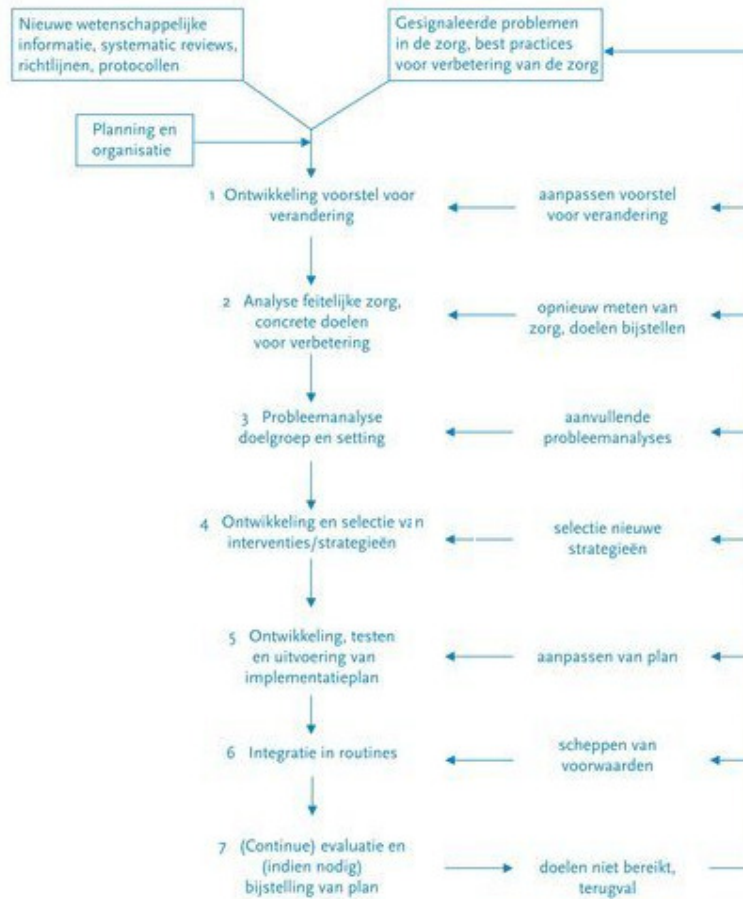 Nieuwe wetenschappelijke
informatie, systematic reviews,
richtlijnen, protocollen
Gesignaleerde problemen
in de zorg, best practices
voor verbetering van de zorg
Planning en
organisatie
1 Ontwikkeling voorstel voor
verandering
aanpassen voorstel
voor verandering
2 Analyse feitelijke zorg,
concrete doelen
voor verbetering
opnieuw meten van
zorg, doelen bijstellen
3 Probleemanalyse
doelgroep en setting
aanvullende
probleemanalyses
4 Ontwikkeling en selectie van
interventies/strategieën
selectie nieuwe
strategieën
5 Ontwikkeling, testen
en uitvoering van
implementatieplan
aanpassen van plan
6 Integratie in routines
scheppen van
voorwaarden
7 (Continue) evaluatie en
(indien nodig)
bijstelling van plan
doelen niet bereikt,
terugval